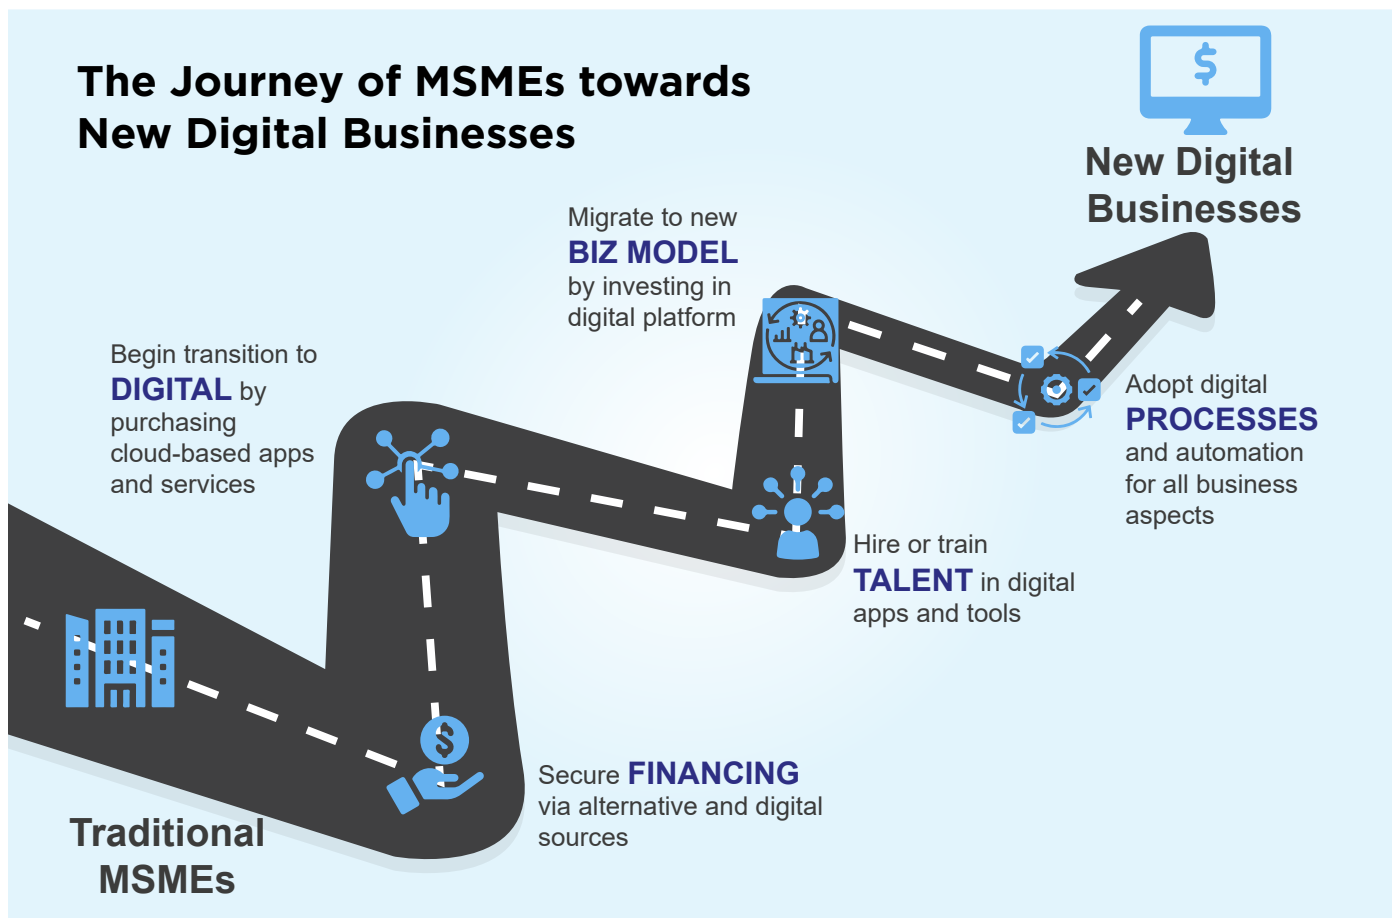 The Journey of MSMEs towards
New Digital Businesses
$
New Digital
Businesses
Migrate to new
BIZ MODEL
by investing in
digital platform
Begin transition to
DIGITAL by
purchasing
cloud-based apps
and services
Adopt digital
PROCESSES
and automation
for all business
aspects
Hire or train
TALENT in digital
apps and tools
$
Secure FINANCING
via alternative and digital
sources
Traditional
MSMEs